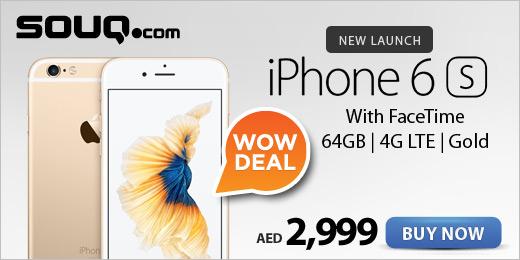 SOUQ.com
NEW LAUNCH
iPhone 6 S
With FaceTime
64GB | 4G LTE | Gold
WOW
DEAL
AED 2,999
BUY NOW
iPhone